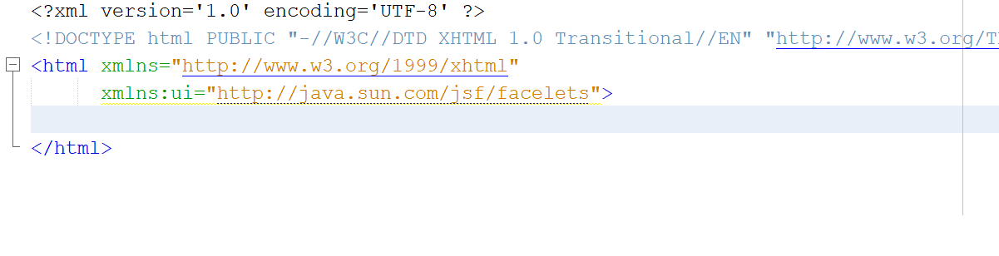 <?xml version='1.0' encoding='UTF-8' ?>
<!DOCTYPE html PUBLIC "-//W3C//DTD XHTML 1.0 Transitional//EN" "http://www.w3.org/T
<html xmlns="http://www.w3.org/1999/xhtml"
xmlns:ui="http://java.sun.com/jsf/facelets">
</html>